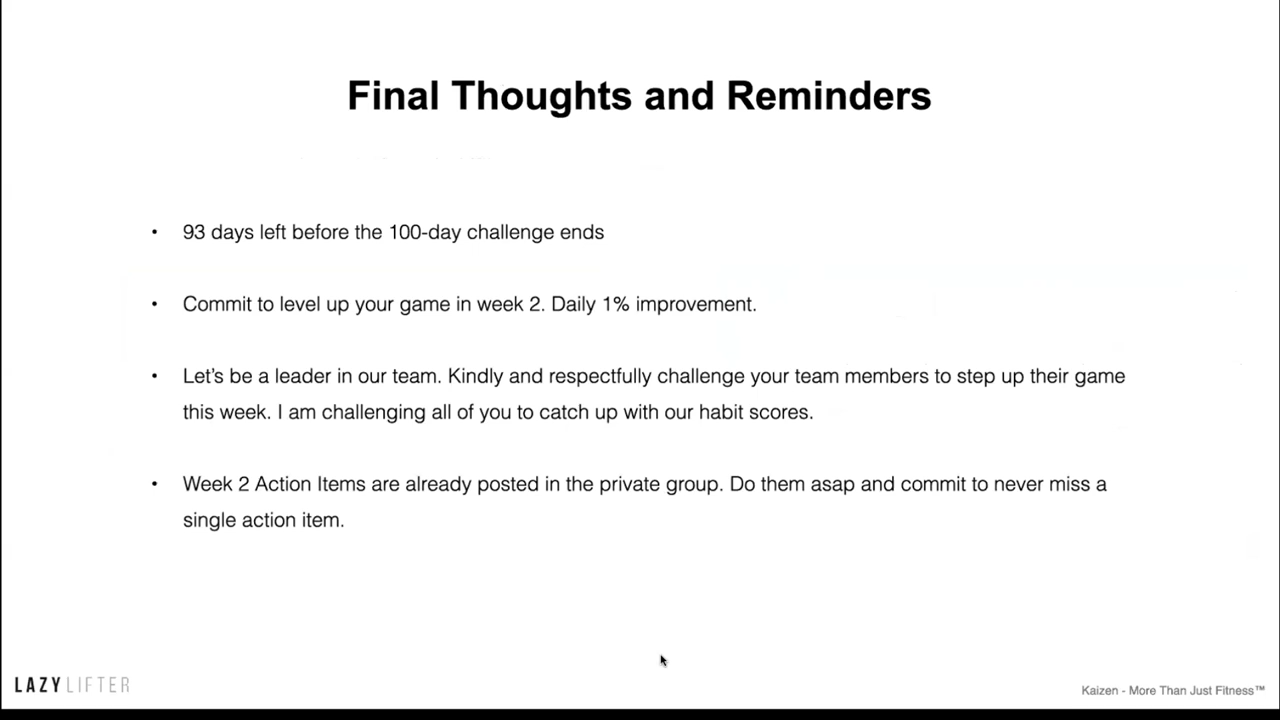 Final Thoughts and Reminders
• 93 days left before the 100-day challenge ends
• Commit to level up your game in week 2. Daily 1% improvement.
• Let’s be a leader in our team. Kindly and respectfully challenge your team members to step up their game
this week. I am challenging all of you to catch up with our habit scores.
• Week 2 Action Items are already posted in the private group. Do them asap and commit to never miss a
single action item.
LAZYLIFTER
Kaizen - More Than Just Fitness™